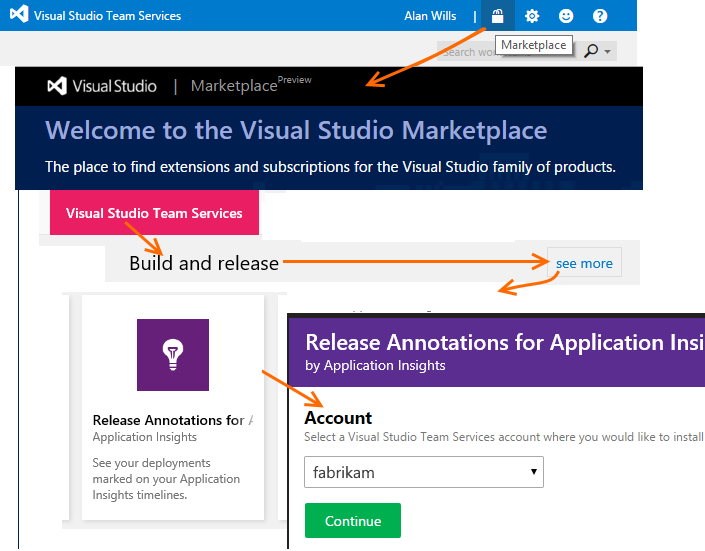 Visual Studio Team Services
Alan Wills |
Search wor
Marketplace
Visual Studio | Marketplace Preview
Welcome to the Visual Studio Marketplace
The place to find extensions and subscriptions for the Visual Studio family of products.
Visual Studio Team Services
Build and release
see more
Release Annotations for A
Application Insights
See your deployments
marked on your Application
Insights timelines.
Release Annotations for Application Insi
by Application Insights
Account
Select a Visual Studio Team Services account where you would like to install
fabrikam
Continue